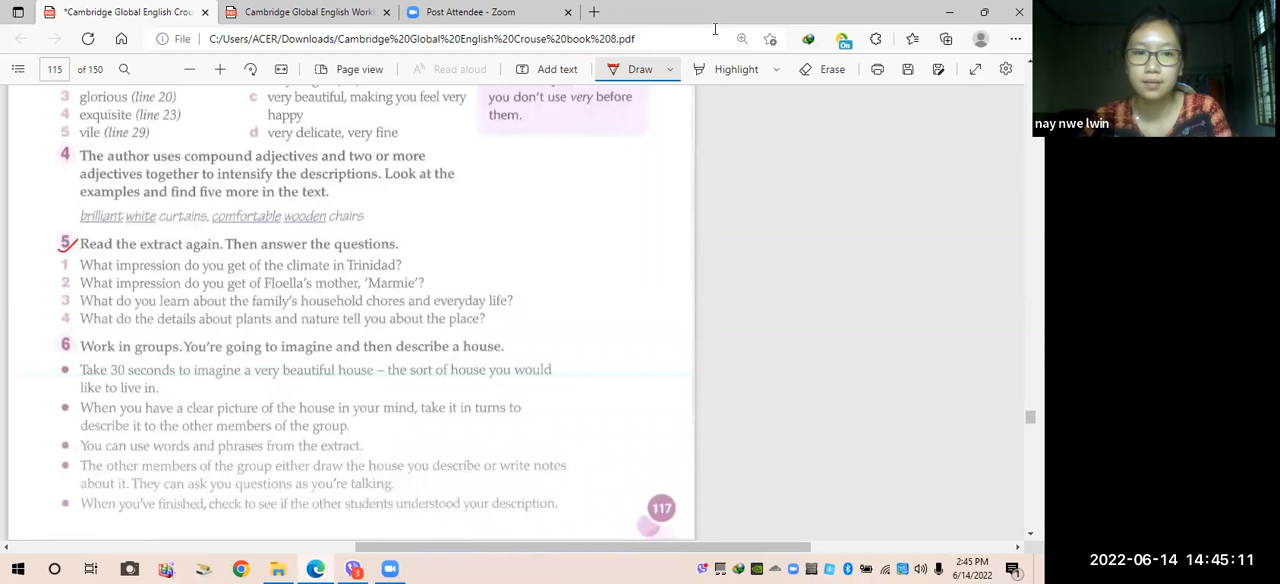 *Cambridge Global English Crou
Cambridge Global English Workb
Post Attendee - Zoom
File
C:/Users/ACER/Downloads/Cambridge%20Global%20English%20Crouse%20book%208.pdf
115 of 150
Page view
Read aloud
Add text
Draw
Highlight
Erase
on
3 glorious (line 20)
4 exquisite (line 23)
5 vile (line 29)
c very beautiful, making you feel very
happy
d very delicate, very fine
you don't use very before
them.
4 The author uses compound adjectives and two or more
adjectives together to intensify the descriptions. Look at the
examples and find five more in the text.
brilliant white curtains, comfortable wooden chairs
5 Read the extract again. Then answer the questions.
1 What impression do you get of the climate in Trinidad?
2 What impression do you get of Floella's mother, 'Marmie'?
3 What do you learn about the family's household chores and everyday life?
4 What do the details about plants and nature tell you about the place?
6 Work in groups. You're going to imagine and then describe a house.
• Take 30 seconds to imagine a very beautiful house – the sort of house you would
like to live in.
• When you have a clear picture of the house in your mind, take it in turns to
describe it to the other members of the group.
• You can use words and phrases from the extract.
• The other members of the group either draw the house you describe or write notes
about it. They can ask you questions as you're talking.
• When you've finished, check to see if the other students understood your description.
117
nay nwe lwin
3
2:45 PM
6/14/2022
1
2022-06-14 14:45:11